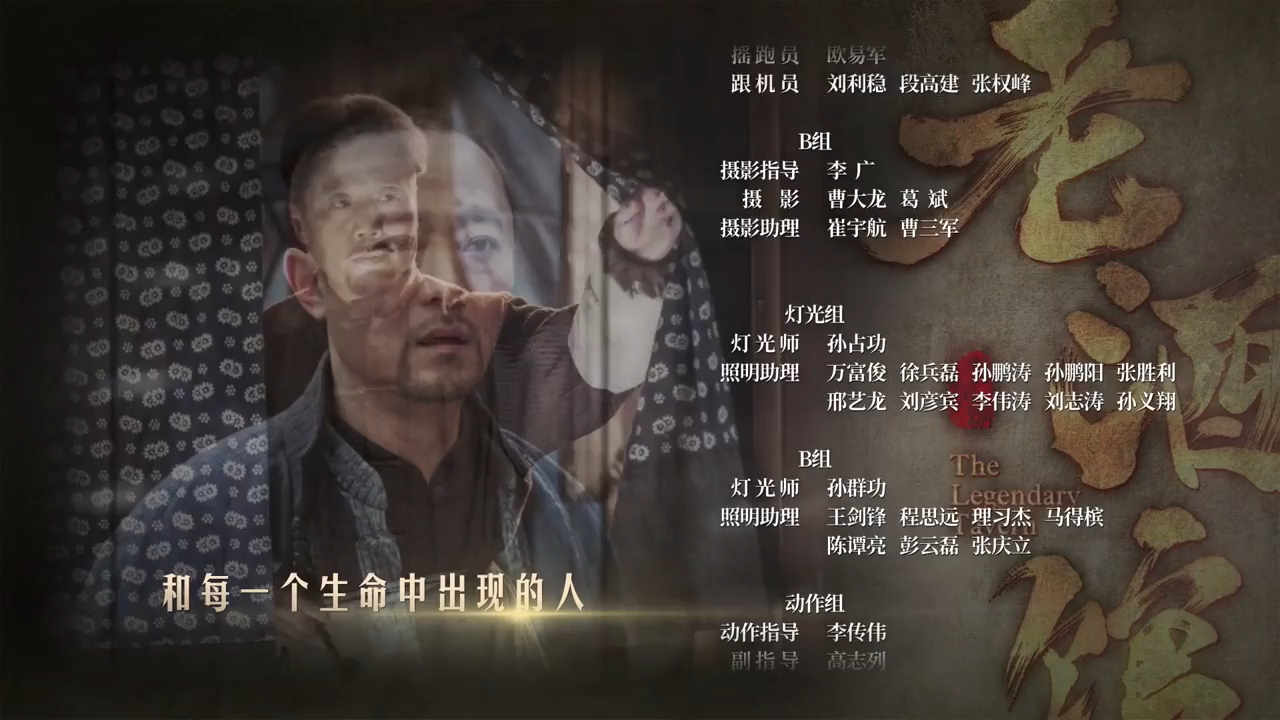 摇跑员 欧易军
跟机员 刘利稳 段高建 张权峰
B组
摄影指导 李广
摄影 曹大龙 葛斌
摄影助理 崔宇航 曹三军
灯光组
灯光师 孙占功
照明助理 万富俊 徐兵磊 孙鹏涛 孙鹏阳 张胜利
邢艺龙 刘彦宾 李伟涛 刘志涛 孙义翔
B组
灯光师 孙群功
照明助理 王剑锋 程思远 理习杰 马得槟
陈谭亮 彭云磊 张庆立
动作组
动作指导 李传伟
副指导 高志列
和每一个生命中出现的人
老酒馆
The
Legendary
Tavern